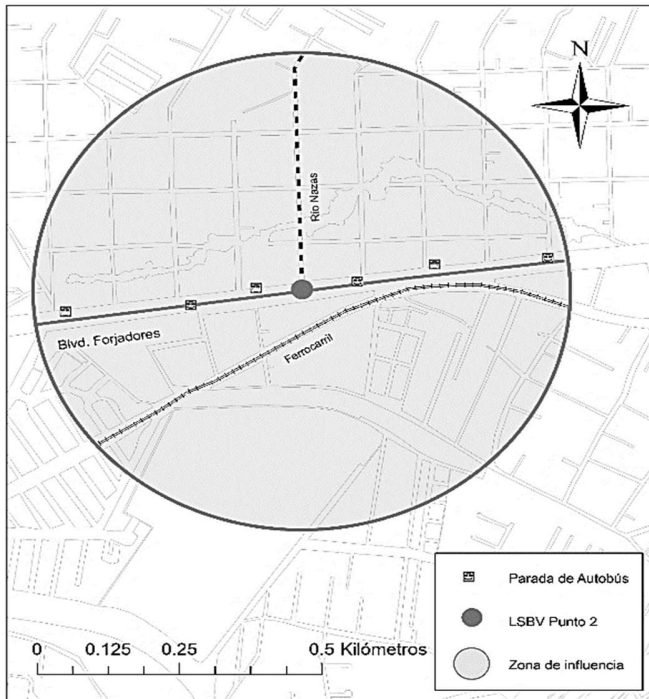 N
Río Nazas
Blvd. Forjadores
Ferrocarril
Parada de Autobús
LSBV Punto 2
Zona de influencia
0 0.125 0.25 0.5 Kilómetros